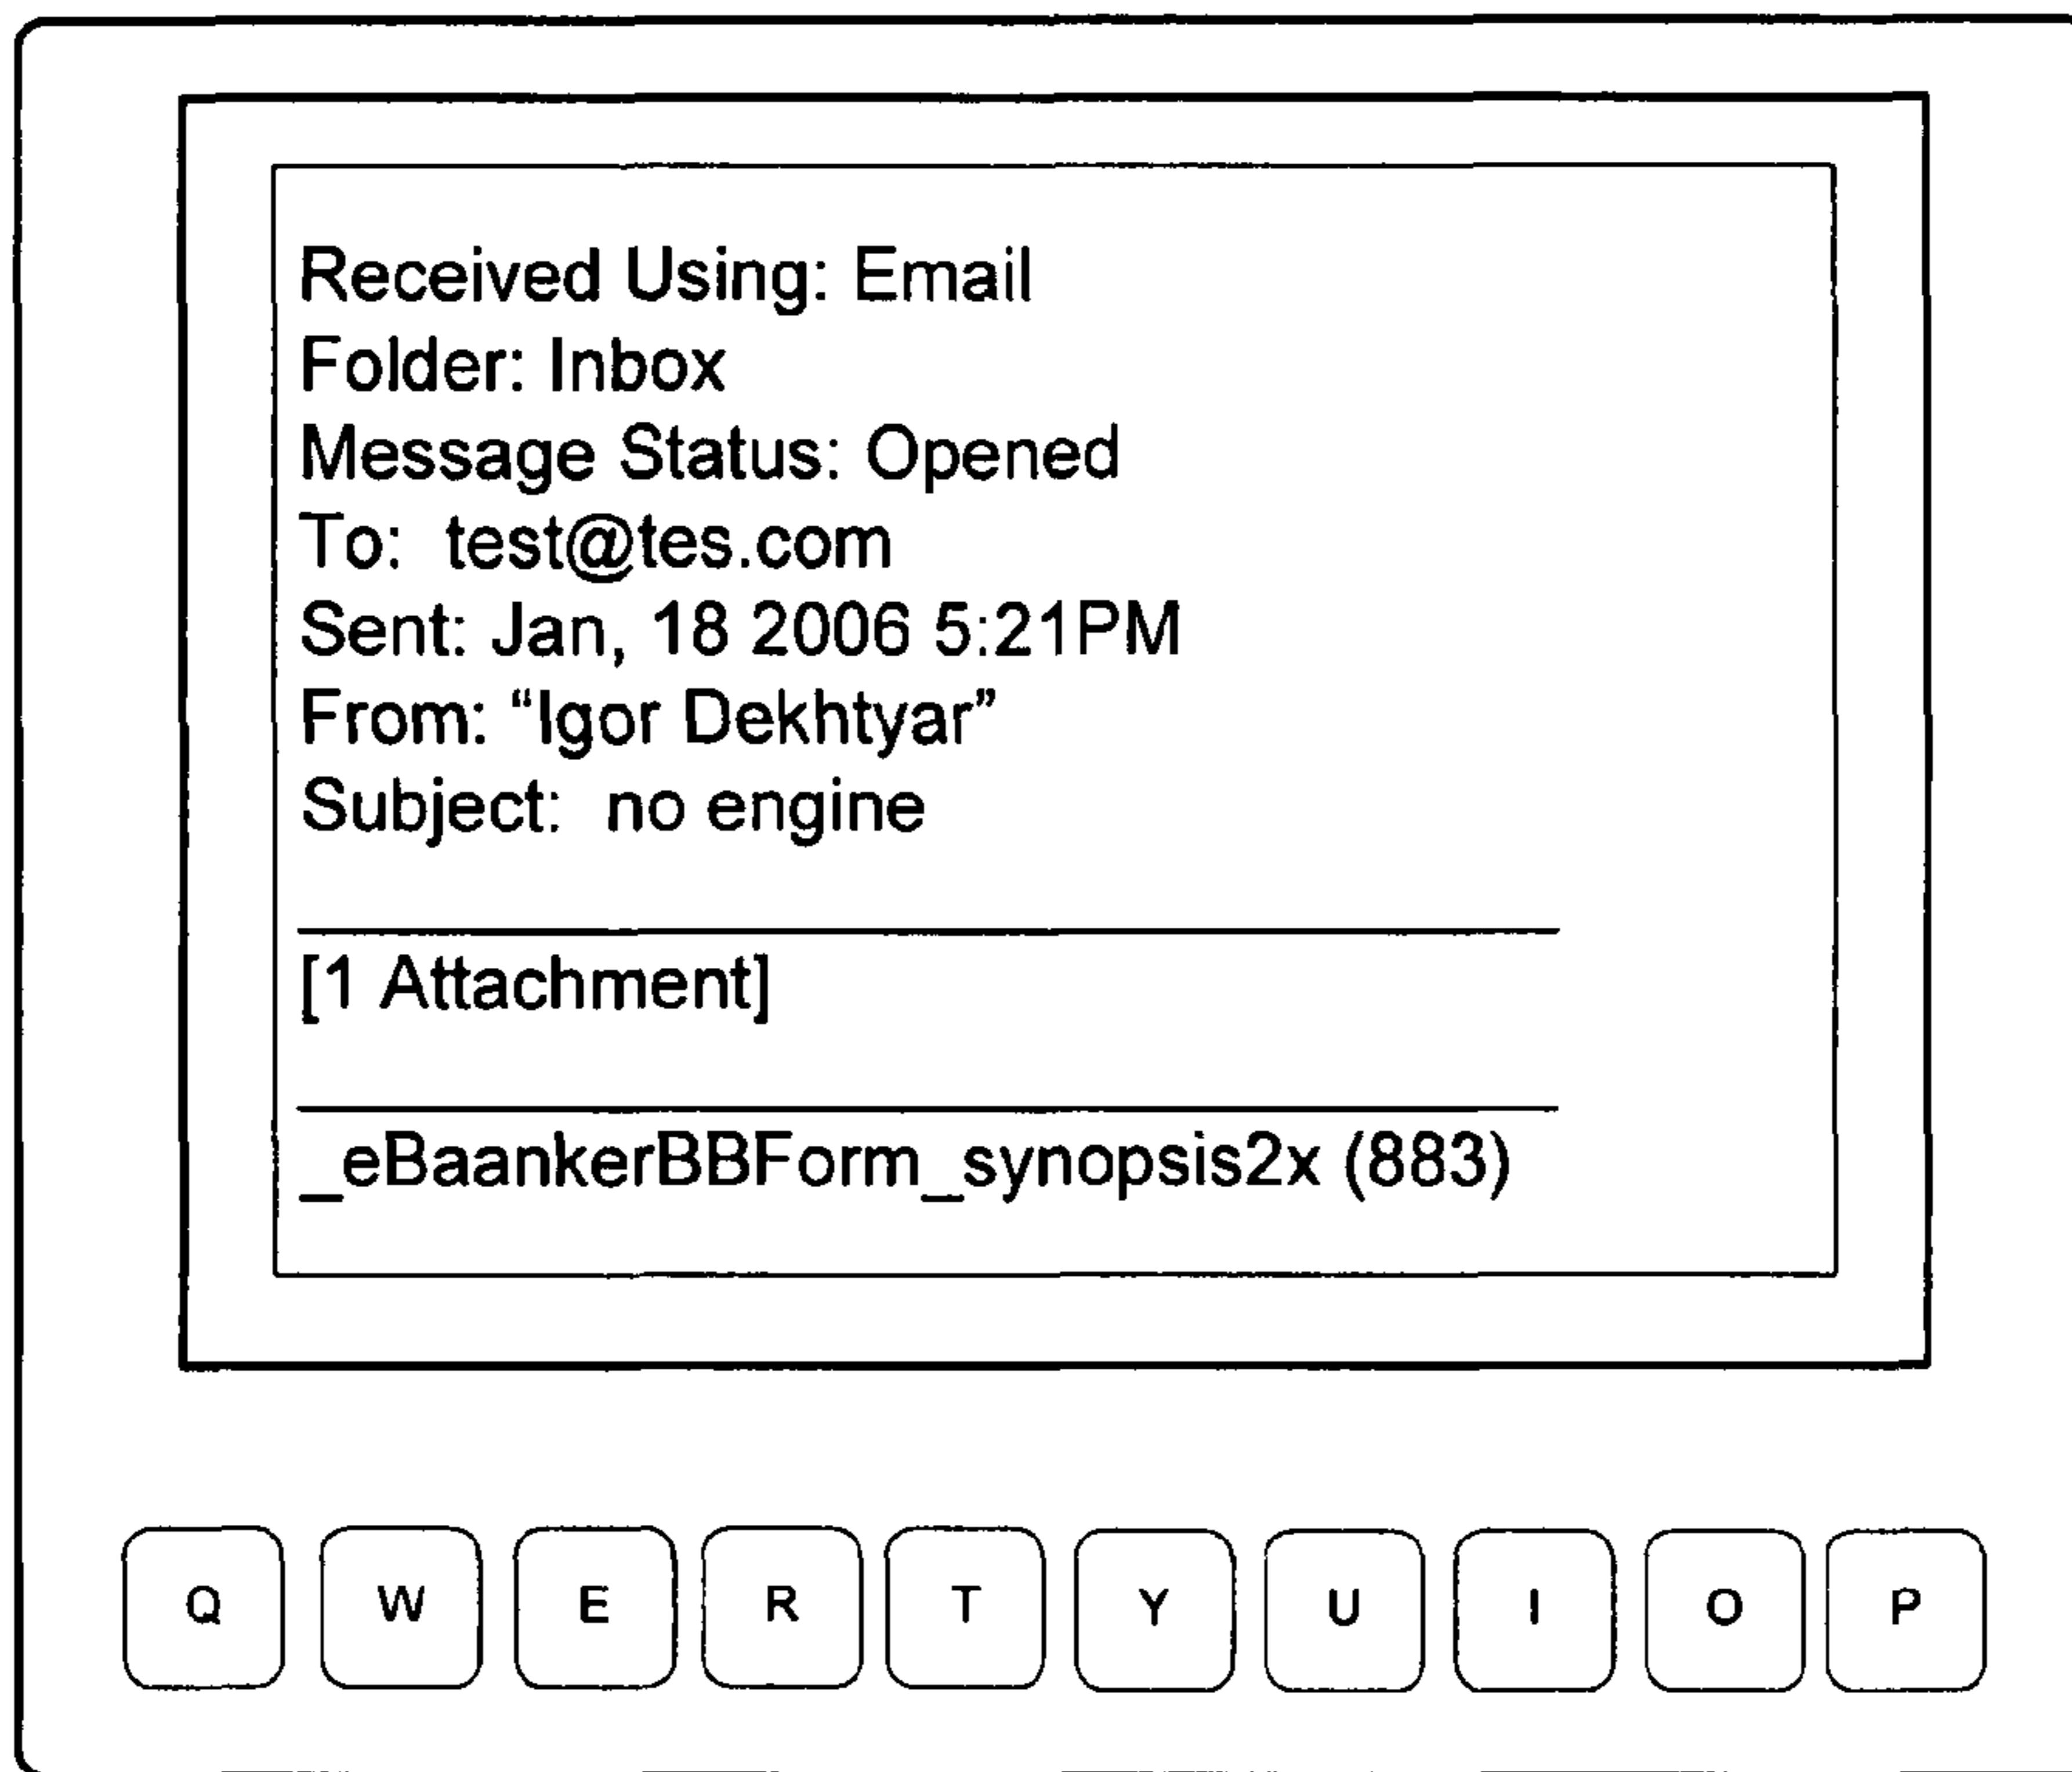 Received Using: Email
Folder: Inbox
Message Status: Opened
To:  test@tes.com
Sent: Jan, 18 2006 5:21PM
From: “Igor Dekhtyar”
Subject:  no engine
[1 Attachment]
_eBaankerBBForm_synopsis2x (883)
Q W E R T Y U I O P